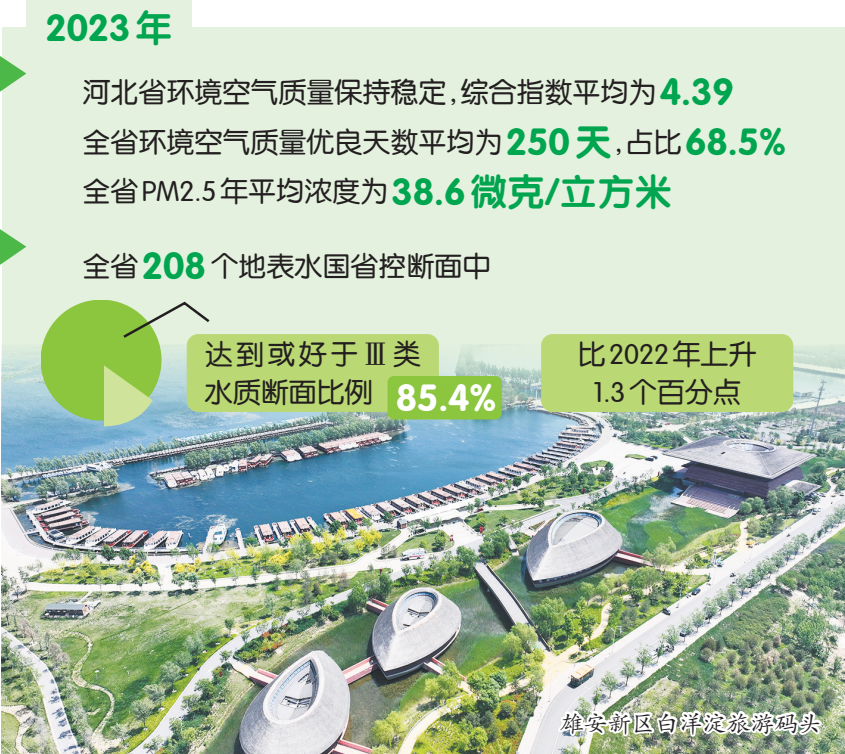 2023年
河北省环境空气质量保持稳定,综合指数平均为4.39
全省环境空气质量优良天数平均为250天,占比68.5%
全省PM2.5年平均浓度为38.6微克/立方米
全省208个地表水国省控断面中
达到或好于Ⅲ类
水质断面比例 85.4%
比2022年上升
1.3个百分点
雄安新区白洋淀旅游码头